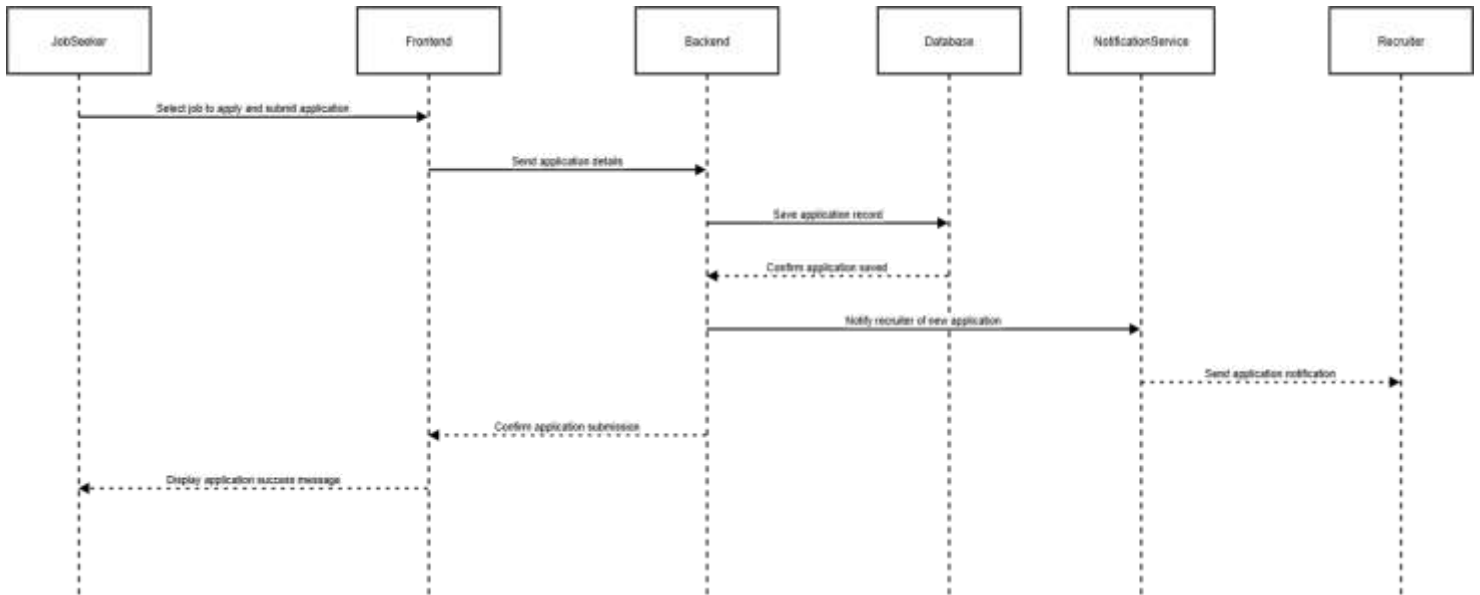 JobSeeker
Frontend
Backend
Database
NotificationService
Recruiter
Select job to apply and submit application
Send application details
Save application record
Confirm application saved
Notify recruiter of new application
Send application notification
Confirm application submission
Display application success message